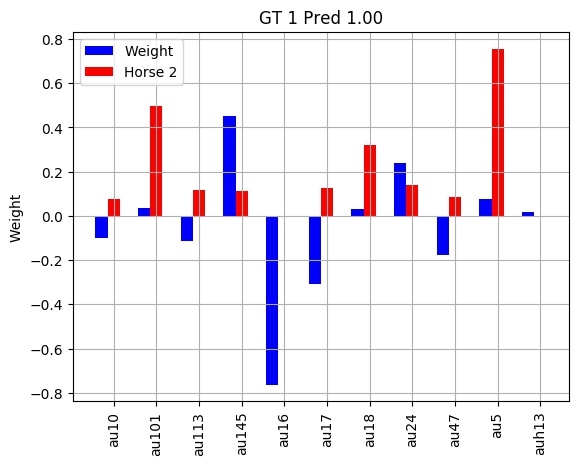 GT 1 Pred 1.00
Weight
Horse 2
Weight
0.8
0.6
0.4
0.2
0.0
−0.2
−0.4
−0.6
−0.8
au10
au101
au113
au145
au16
au17
au18
au24
au47
au5
auh13